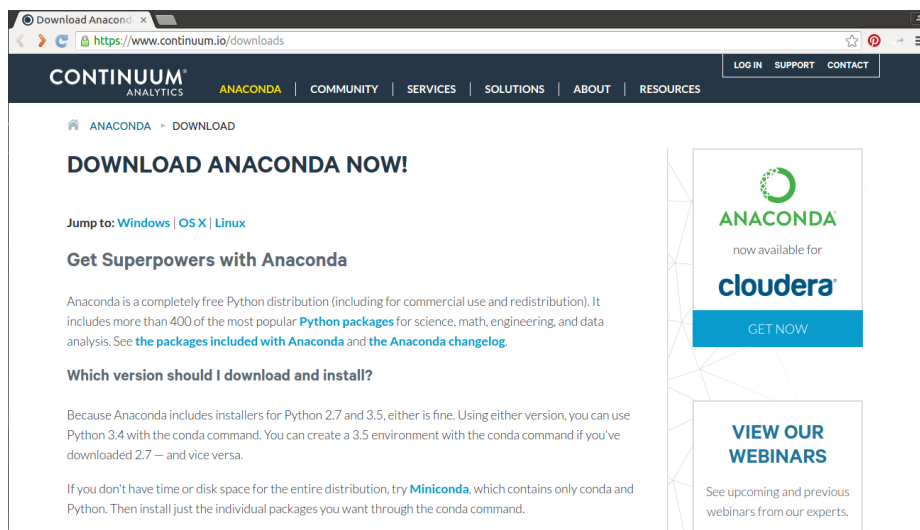 Download Anacond
https://www.continuum.io/downloads
LOG IN SUPPORT CONTACT
CONTINUUM®
ANALYTICS
ANACONDA | COMMUNITY | SERVICES | SOLUTIONS | ABOUT | RESOURCES
ANACONDA ▸ DOWNLOAD
DOWNLOAD ANACONDA NOW!
Jump to: Windows | OS X | Linux
Get Superpowers with Anaconda
Anaconda is a completely free Python distribution (including for commercial use and redistribution). It
includes more than 400 of the most popular Python packages for science, math, engineering, and data
analysis. See the packages included with Anaconda and the Anaconda changelog.
Which version should I download and install?
Because Anaconda includes installers for Python 2.7 and 3.5, either is fine. Using either version, you can use
Python 3.4 with the conda command. You can create a 3.5 environment with the conda command if you've
downloaded 2.7 — and vice versa.
If you don't have time or disk space for the entire distribution, try Miniconda, which contains only conda and
Python. Then install just the individual packages you want through the conda command.
ANACONDA
now available for
cloudera
GET NOW
VIEW OUR
WEBINARS
See upcoming and previous
webinars from our experts.